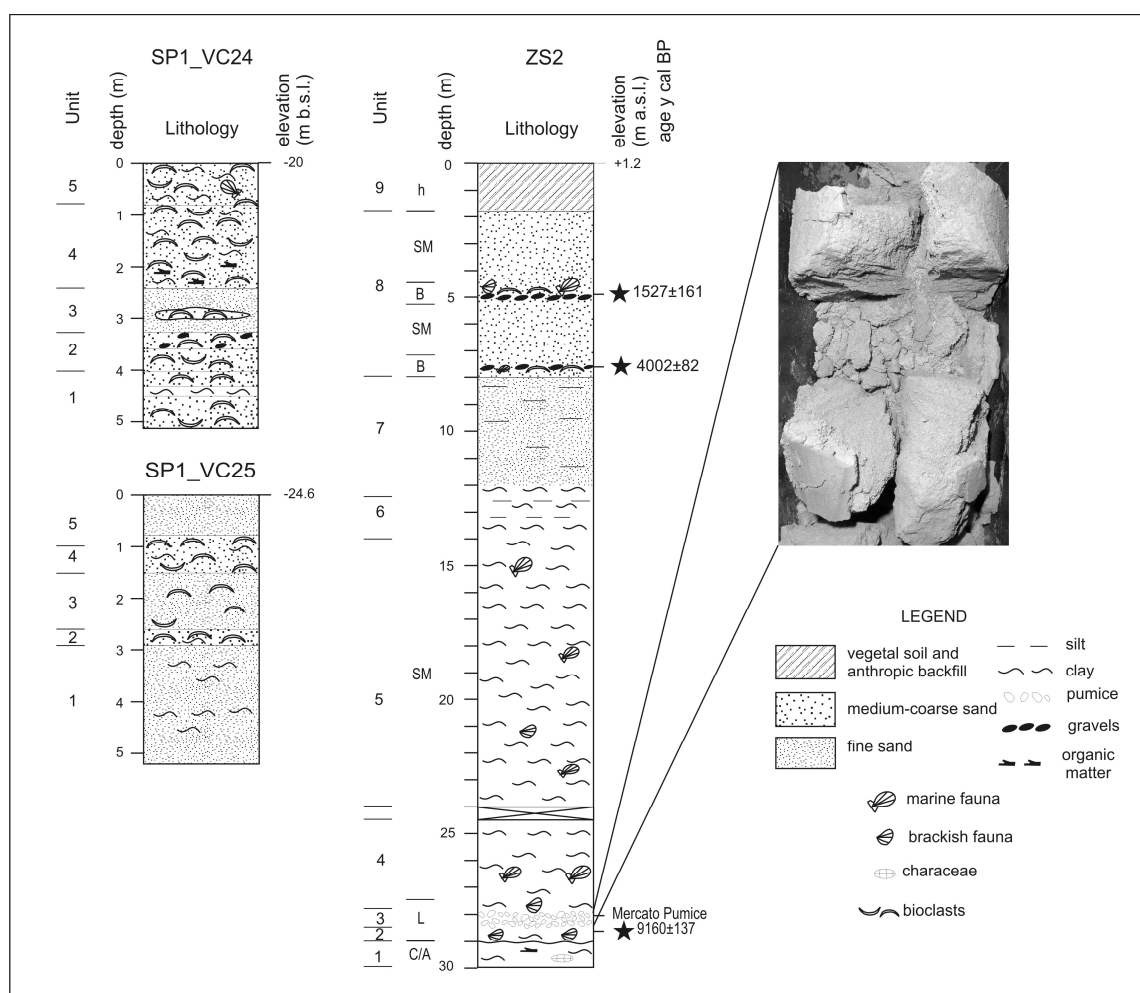 SP1_VC24
Unit
depth (m)
Lithology
elevation
(m b.s.l.)
0
-20
5
1
4
2
3
3
2
4
1
5
SP1_VC25
0
-24.6
5
1
4
2
3
2
3
1
4
5
ZS2
Unit
depth (m)
Lithology
elevation
(m a.s.l.)
age y cal BP
0
+1.2
9
h
SM
8
B
5
1527±161
SM
B
4002±82
7
10
6
15
5
SM
20
25
4
3
L
Mercato Pumice
2
9160±137
1
C/A
30
LEGEND
vegetal soil and
anthropic backfill
medium-coarse sand
fine sand
silt
clay
pumice
gravels
organic
matter
marine fauna
brackish fauna
characeae
bioclasts